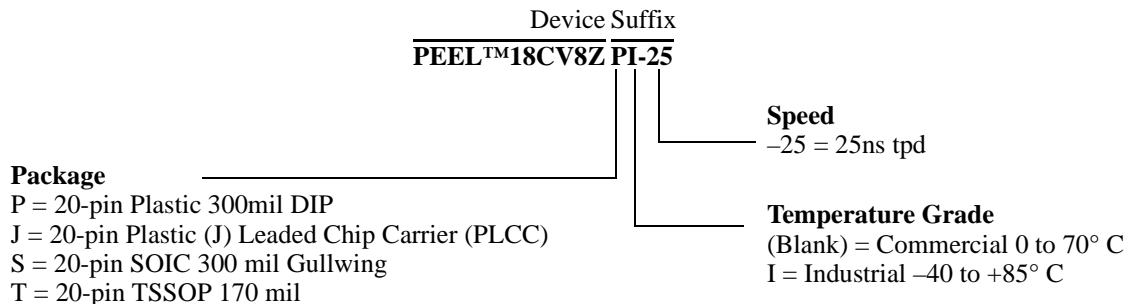 Device Suffix
PEEL™18CV8Z PI-25
Speed
–25 = 25ns tpd
Package
P = 20-pin Plastic 300mil DIP
J = 20-pin Plastic (J) Leaded Chip Carrier (PLCC)
S = 20-pin SOIC 300 mil Gullwing
T = 20-pin TSSOP 170 mil
Temperature Grade
(Blank) = Commercial 0 to 70° C
I = Industrial –40 to +85° C